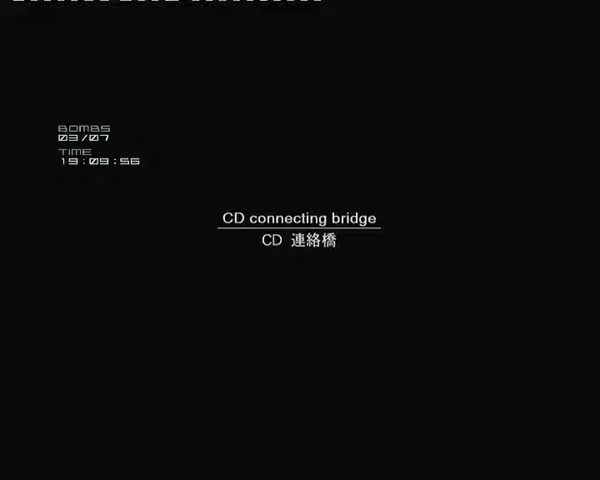 BOMBS
03/07
TIME
19:09:56
CD connecting bridge
CD 連絡橋